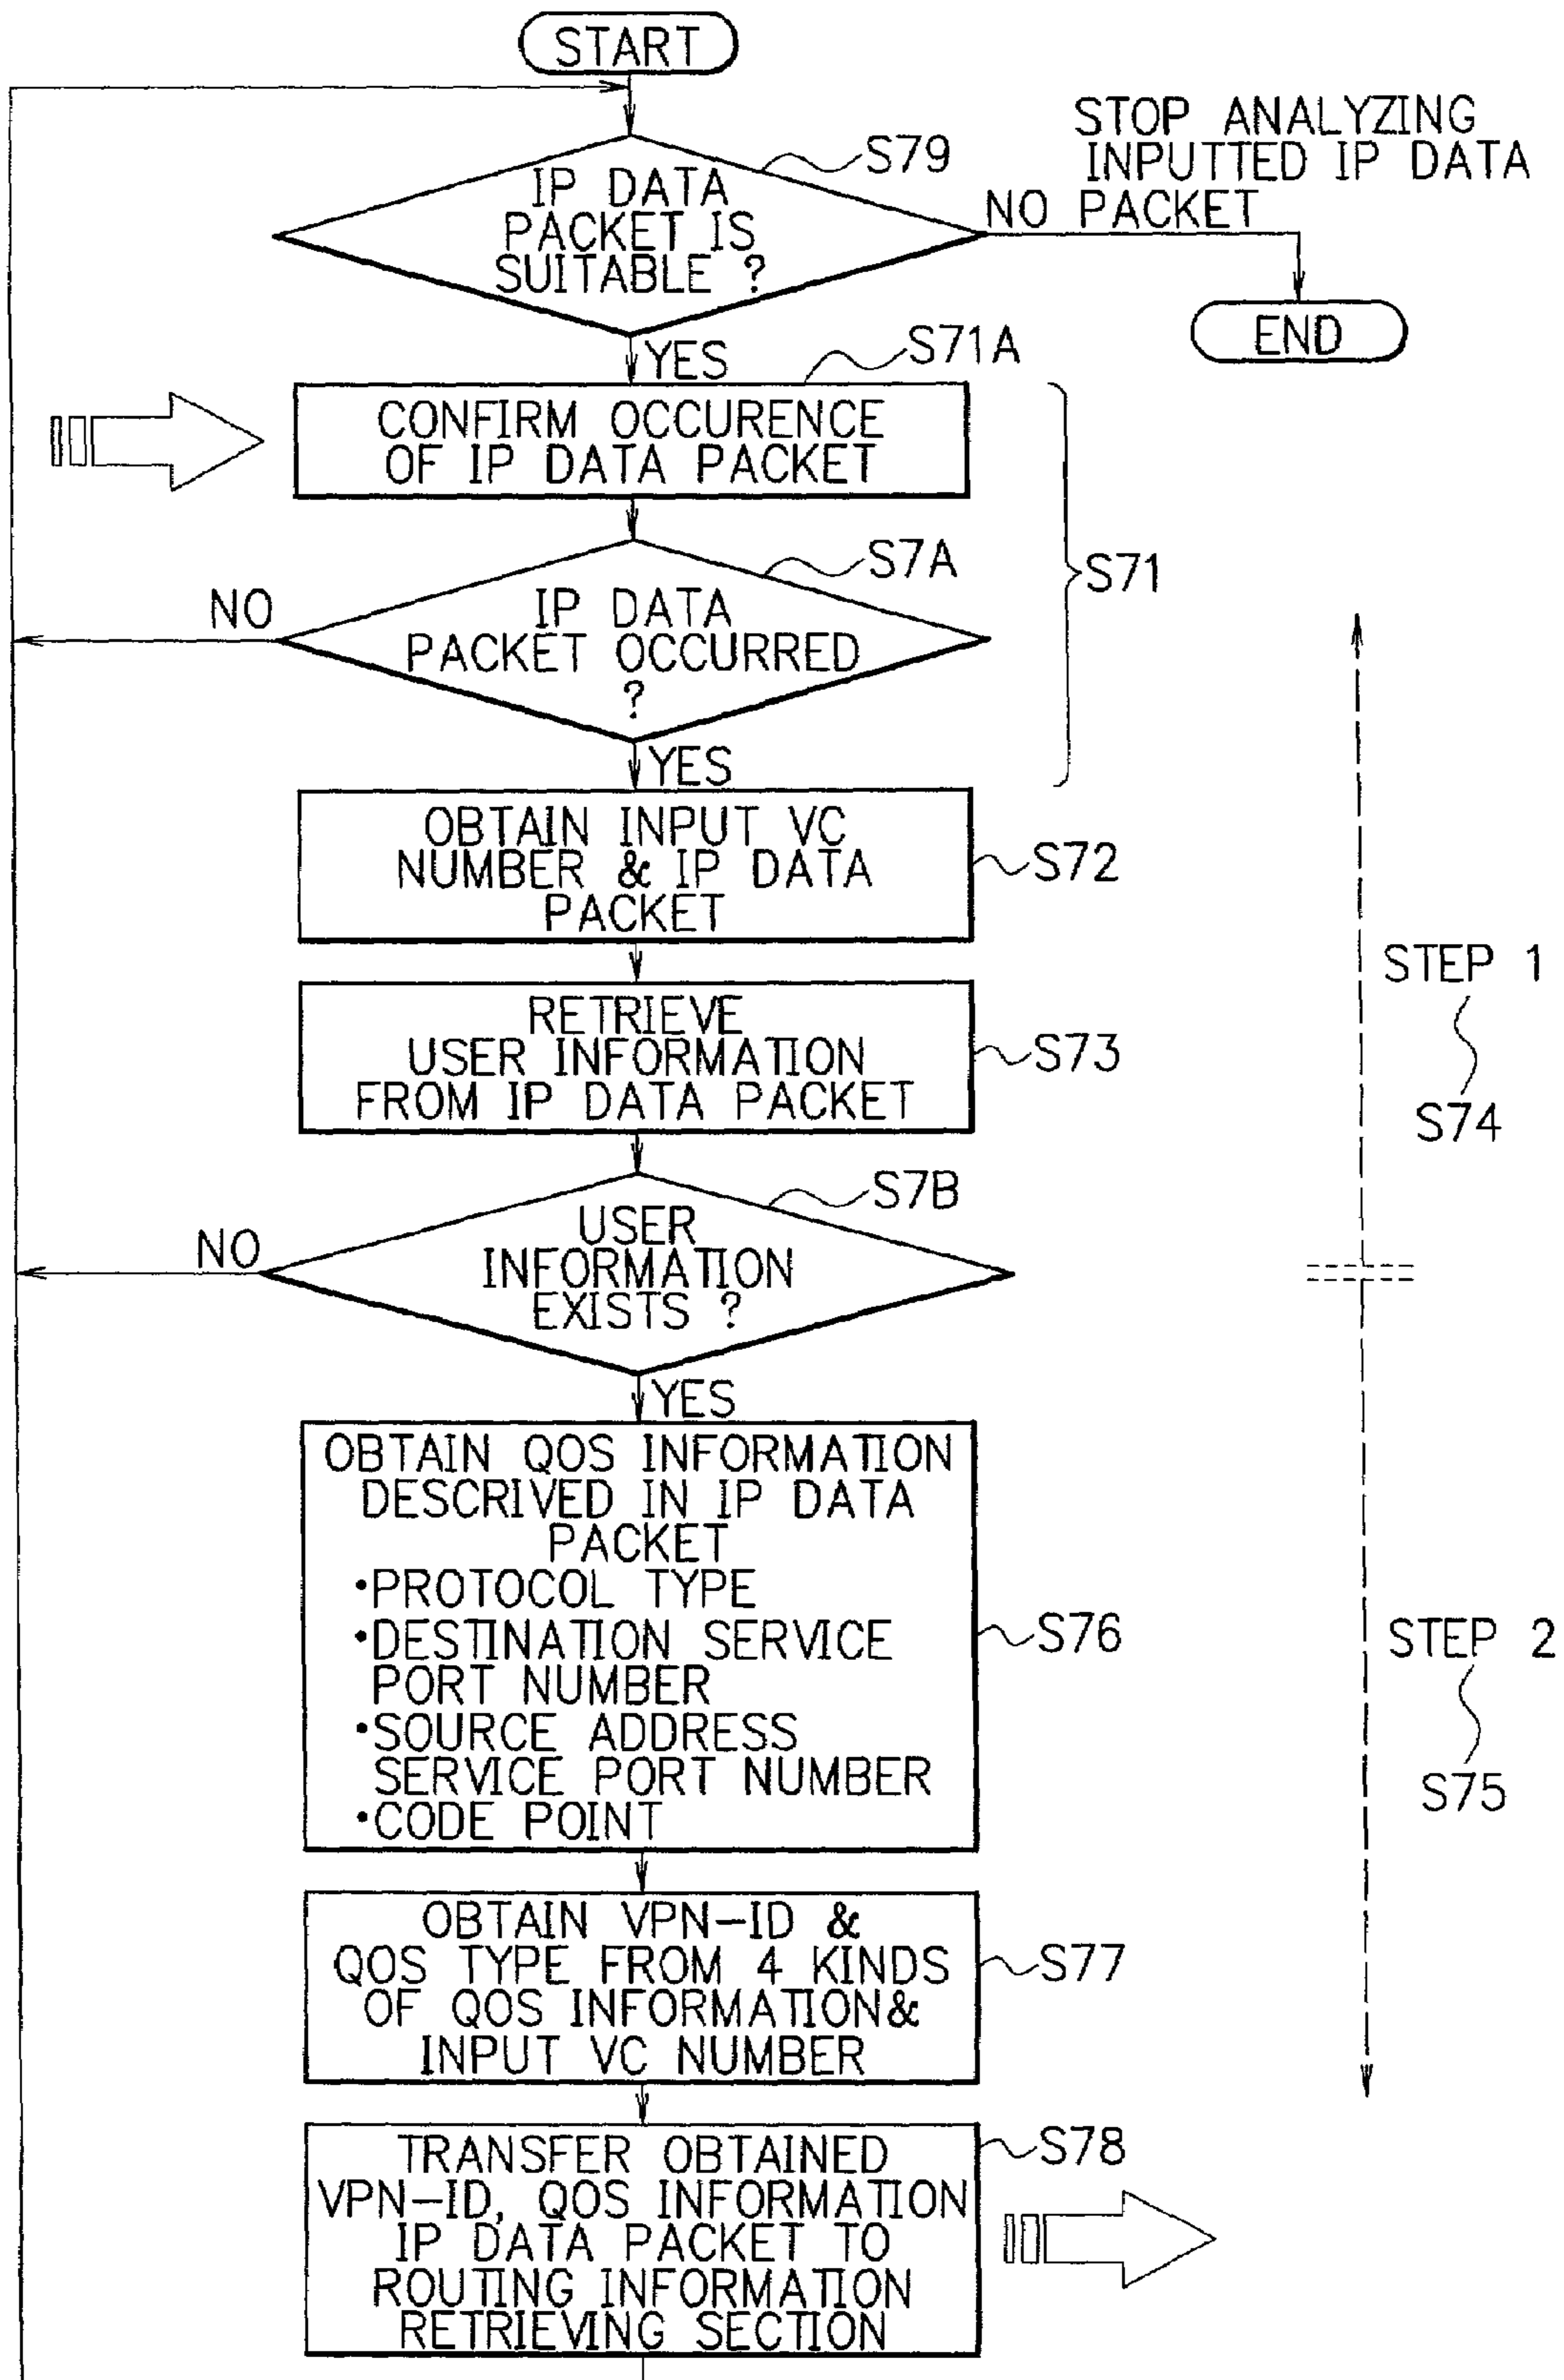 START
STOP ANALYZING
INPUTTED IP DATA
NO PACKET
S79
IP DATA
PACKET IS
SUITABLE ?
END
YES
S71A
CONFIRM OCCURENCE
OF IP DATA PACKET
S71
S7A
NO
IP DATA
PACKET OCCURRED
?
YES
OBTAIN INPUT VC
NUMBER & IP DATA
PACKET
S72
STEP 1
S74
RETRIEVE
USER INFORMATION
FROM IP DATA PACKET
S73
S7B
NO
USER
INFORMATION
EXISTS ?
YES
OBTAIN QOS INFORMATION
DESCRIVED IN IP DATA
PACKET
•PROTOCOL TYPE
•DESTINATION SERVICE
PORT NUMBER
•SOURCE ADDRESS
SERVICE PORT NUMBER
•CODE POINT
S76
STEP 2
S75
OBTAIN VPN-ID &
QOS TYPE FROM 4 KINDS
OF QOS INFORMATION&
INPUT VC NUMBER
S77
TRANSFER OBTAINED
VPN-ID, QOS INFORMATION
IP DATA PACKET TO
ROUTING INFORMATION
RETRIEVING SECTION
S78